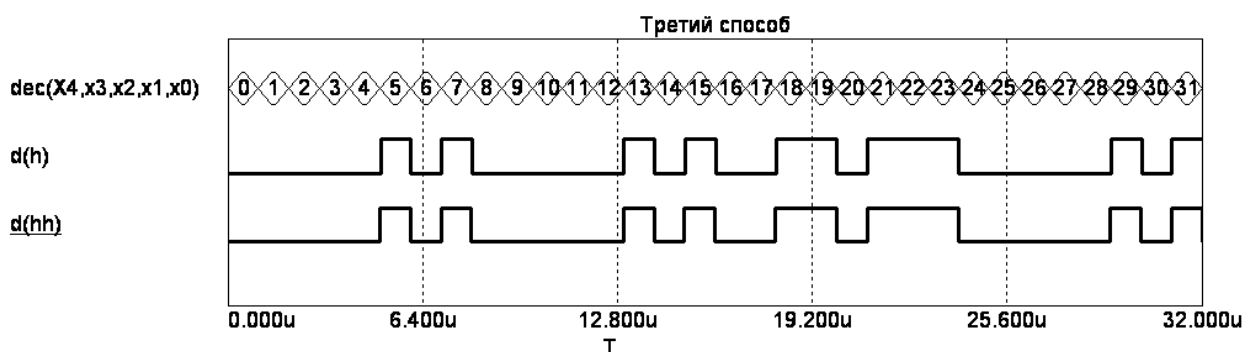 Третий способ
dec(X4,x3,x2,x1,x0) 0 1 2 3 4 5 6 7 8 9 10 11 12 13 14 15 16 17 18 19 20 21 22 23 24 25 26 27 28 29 30 31
d(h)
d(hh)
0.000u 6.400u 12.800u 19.200u 25.600u 32.000u
T